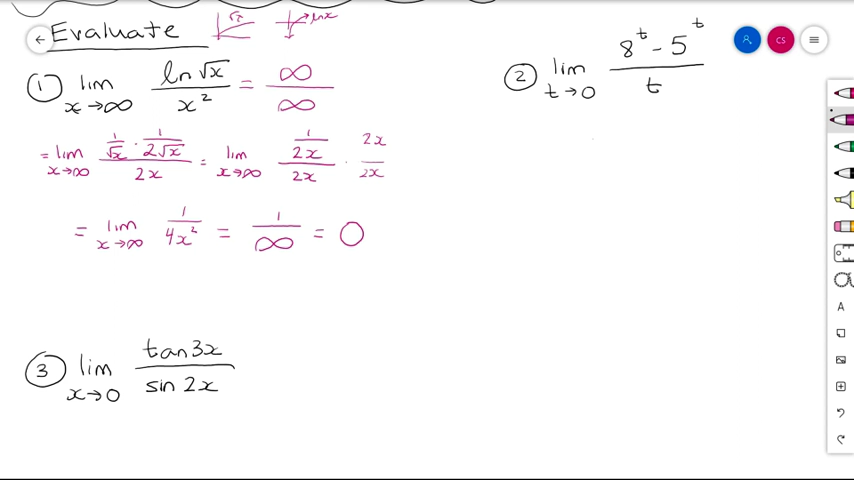 Evaluate √x lnx
① lim x→∞ ln√x / x² = ∞ / ∞
= lim x→∞ (1/√x · 1/2√x) / 2x = lim x→∞ (1/2x) / 2x · 2x / 2x
= lim x→∞ 1 / 4x² = 1 / ∞ = 0
② lim t→0 8^t - 5^t / t
③ lim x→0 tan3x / sin 2x
CS
A